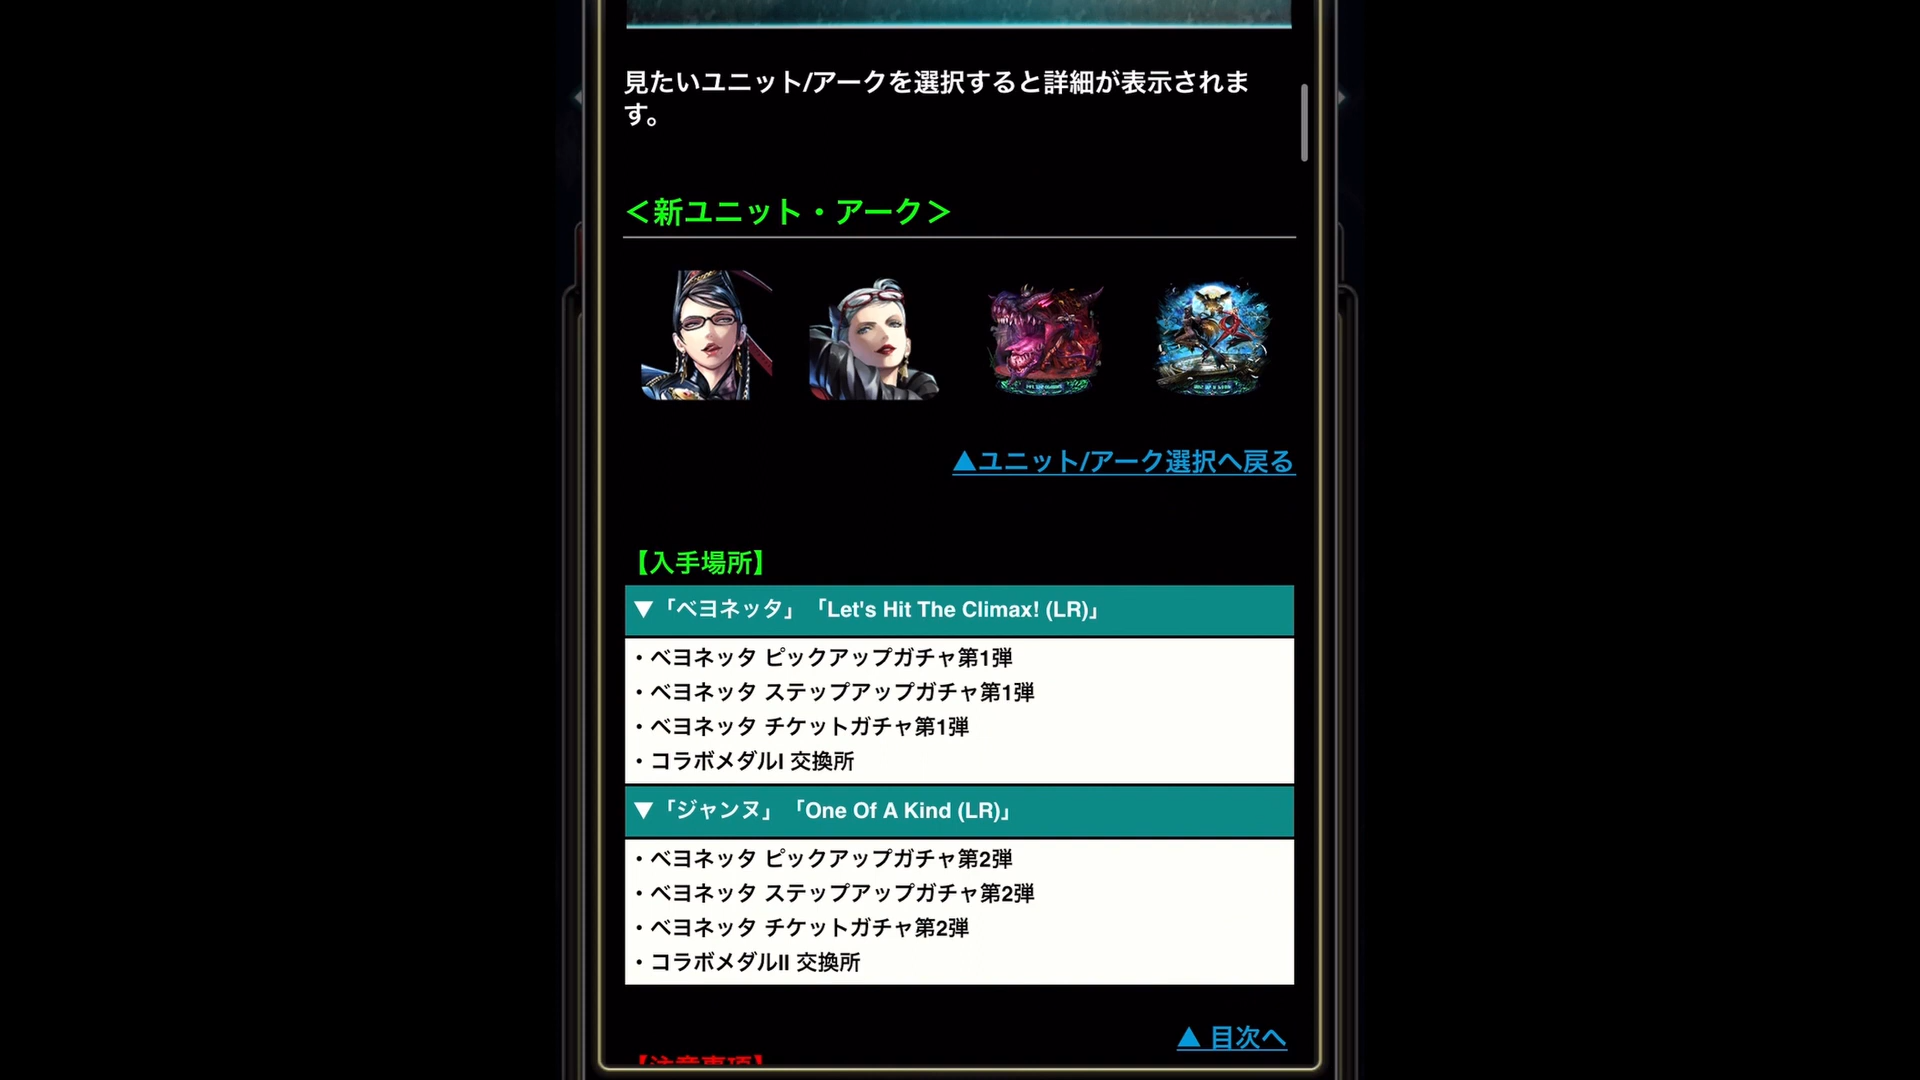 見たいユニット/アークを選択すると詳細が表示されま
す。
＜新ユニット・アーク＞
▲ユニット/アーク選択へ戻る
【入手場所】
▼「ベヨネッタ」「Let's Hit The Climax! (LR)」
・ベヨネッタ ピックアップガチャ第1弾
・ベヨネッタ ステップアップガチャ第1弾
・ベヨネッタ チケットガチャ第1弾
・コラボメダルI 交換所
▼「ジャンヌ」「One Of A Kind (LR)」
・ベヨネッタ ピックアップガチャ第2弾
・ベヨネッタ ステップアップガチャ第2弾
・ベヨネッタ チケットガチャ第2弾
・コラボメダルII 交換所
▲ 目次へ
【注意事項】